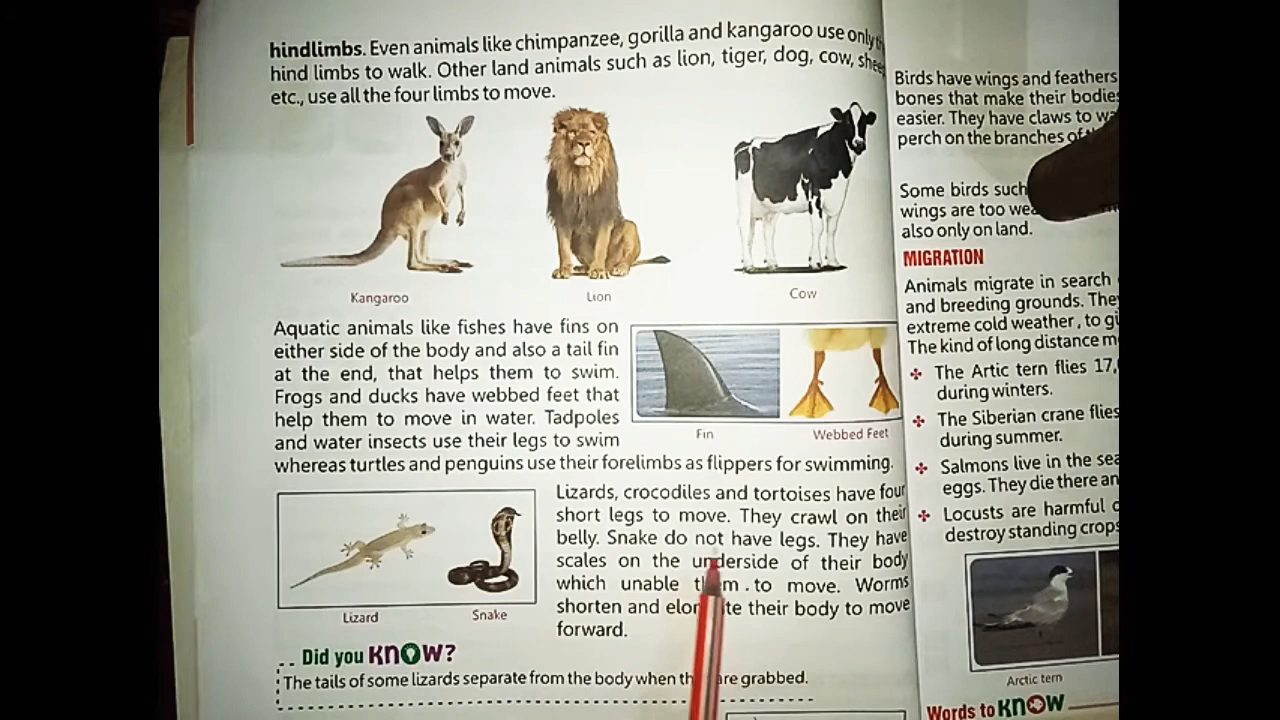 hindlimbs. Even animals like chimpanzee, gorilla and kangaroo use only
hind limbs to walk. Other land animals such as lion, tiger, dog, cow,
etc., use all the four limbs to move.
Kangaroo
Lion
Cow
Aquatic animals like fishes have fins on
either side of the body and also a tail fin
at the end, that helps them to swim.
Frogs and ducks have webbed feet that
help them to move in water. Tadpoles
and water insects use their legs to swim
whereas turtles and penguins use their forelimbs as flippers for swimming.
Fin
Webbed Feet
Lizards, crocodiles and tortoises have four
short legs to move. They crawl on their
belly. Snake do not have legs. They have
scales on the underside of their body
which unable them . to move. Worms
shorten and elongate their body to move
forward.
Lizard
Snake
Did you KNOW?
The tails of some lizards separate from the body when they are grabbed.
Birds have wings and feathers
bones that make their bodies
easier. They have claws to
perch on the branches of
Some birds such
wings are too
also only on land.
MIGRATION
Animals migrate in search
and breeding grounds. They
extreme cold weather , to
The kind of long distance
The Artic tern flies 17,
during winters.
The Siberian crane flies
during summer.
Salmons live in the sea
eggs. They die there
Locusts are harmful
destroy standing crops
Arctic tern
Words to KNOW